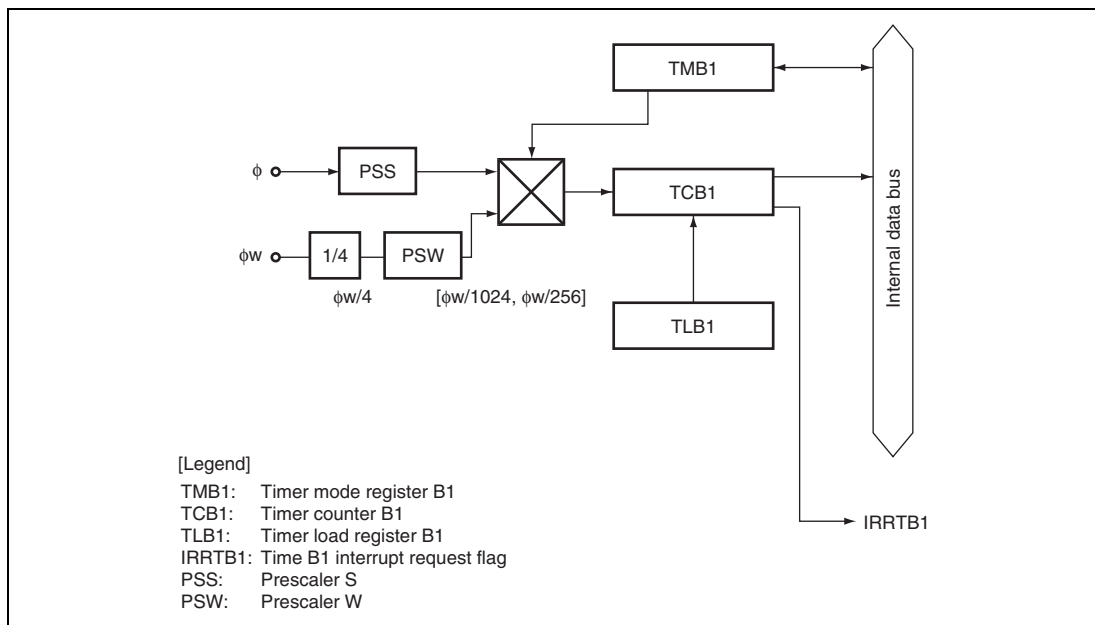 TMB1
φ
PSS
TCB1
φw
1/4
PSW
φw/4
[φw/1024, φw/256]
TLB1
Internal data bus
IRRTB1
[Legend]
TMB1: Timer mode register B1
TCB1: Timer counter B1
TLB1: Timer load register B1
IRRTB1: Time B1 interrupt request flag
PSS: Prescaler S
PSW: Prescaler W